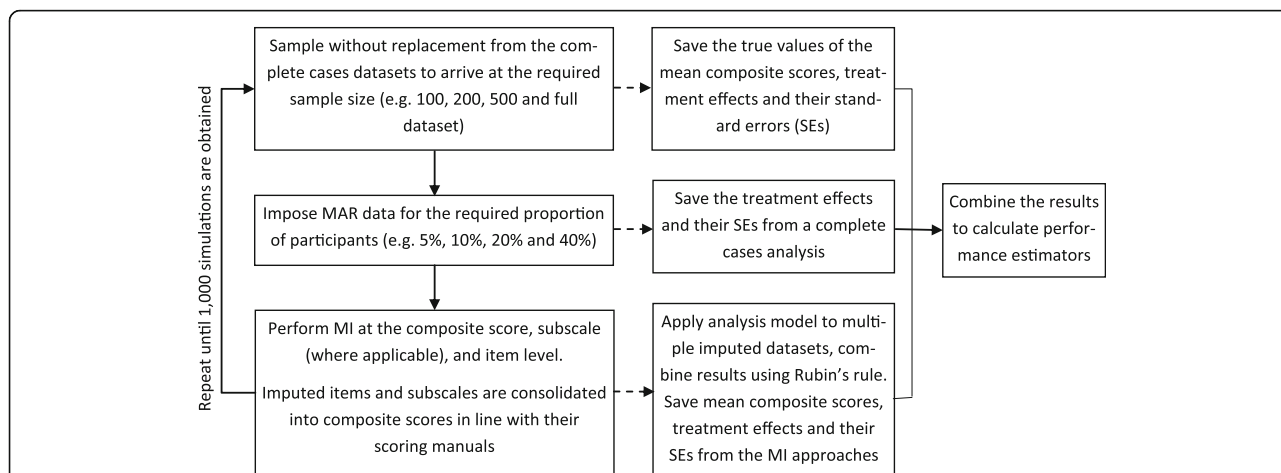 Repeat until 1,000 simulations are obtained
Sample without replacement from the com-
plete cases datasets to arrive at the required
sample size (e.g. 100, 200, 500 and full
dataset)
Save the true values of the
mean composite scores, treat-
ment effects and their stand-
ard errors (SEs)
Impose MAR data for the required proportion
of participants (e.g. 5%, 10%, 20% and 40%)
Save the treatment effects
and their SEs from a complete
cases analysis
Combine the results
to calculate perfor-
mance estimators
Perform MI at the composite score, subscale
(where applicable), and item level.
Imputed items and subscales are consolidated
into composite scores in line with their
scoring manuals
Apply analysis model to multi-
ple imputed datasets, com-
bine results using Rubin’s rule.
Save mean composite scores,
treatment effects and their
SEs from the MI approaches